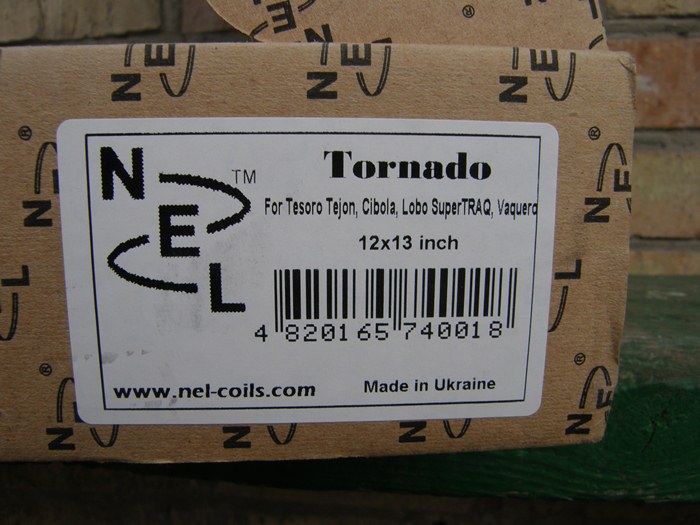 NEL
TM
Tornado
For Tesoro Tejon, Cibola, Lobo SuperTRAQ, Vaquero
12x13 inch
4 820165 740018
www.nel-coils.com
Made in Ukraine